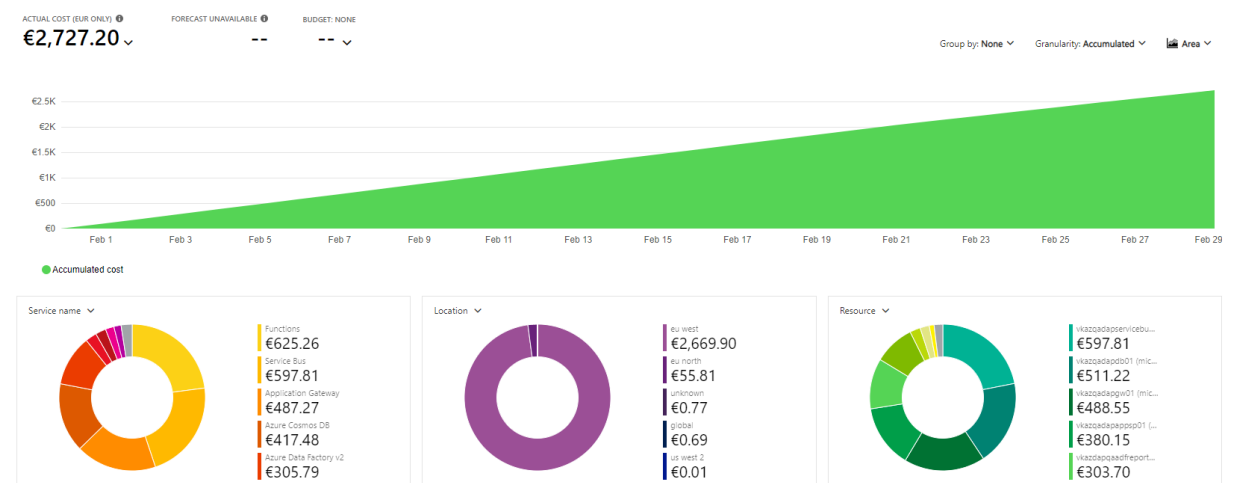 ACTUAL COST (EUR ONLY) FORECAST UNAVAILABLE BUDGET: NONE
€2,727.20 -- --
Group by: None Granularity: Accumulated Area
€2.5K
€2K
€1.5K
€1K
€500
€0
Feb 1 Feb 3 Feb 5 Feb 7 Feb 9 Feb 11 Feb 13 Feb 15 Feb 17 Feb 19 Feb 21 Feb 23 Feb 25 Feb 27 Feb 29
Accumulated cost
Service name
Functions
€625.26
Service Bus
€597.81
Application Gateway
€487.27
Azure Cosmos DB
€417.48
Azure Data Factory v2
€305.79
Location
eu west
€2,669.90
eu north
€55.81
unknown
€0.77
global
€0.69
us west 2
€0.01
Resource
vkazqadapservicebu...
€597.81
vkazqadapdb01 (mic...
€511.22
vkazqadapgw01 (mic...
€488.55
vkazqadapappsp01 (...
€380.15
vkazdapqaadfreport...
€303.70